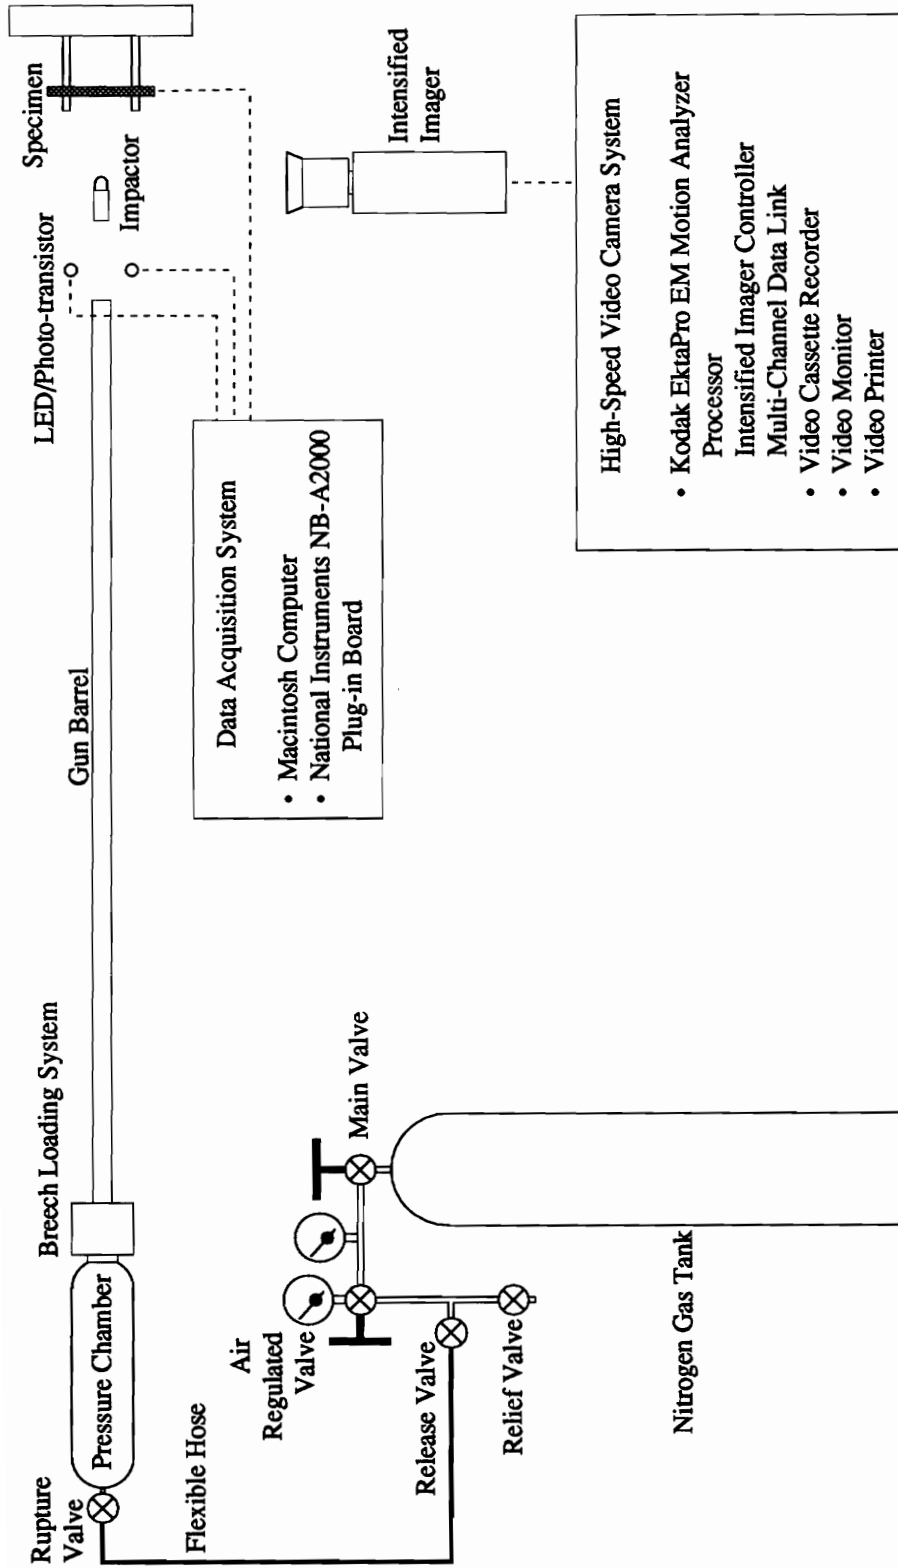 Rupture
Valve
Pressure Chamber
Breech Loading System
Gun Barrel
LED/Photo-transistor
Specimen
Impactor
Flexible Hose
Air
Regulated
Valve
Main Valve
Release Valve
Relief Valve
Nitrogen Gas Tank
Data Acquisition System
• Macintosh Computer
• National Instruments NB-A2000
Plug-in Board
Intensified
Imager
High-Speed Video Camera System
• Kodak EktaPro EM Motion Analyzer
Processor
Intensified Imager Controller
Multi-Channel Data Link
• Video Cassette Recorder
• Video Monitor
• Video Printer